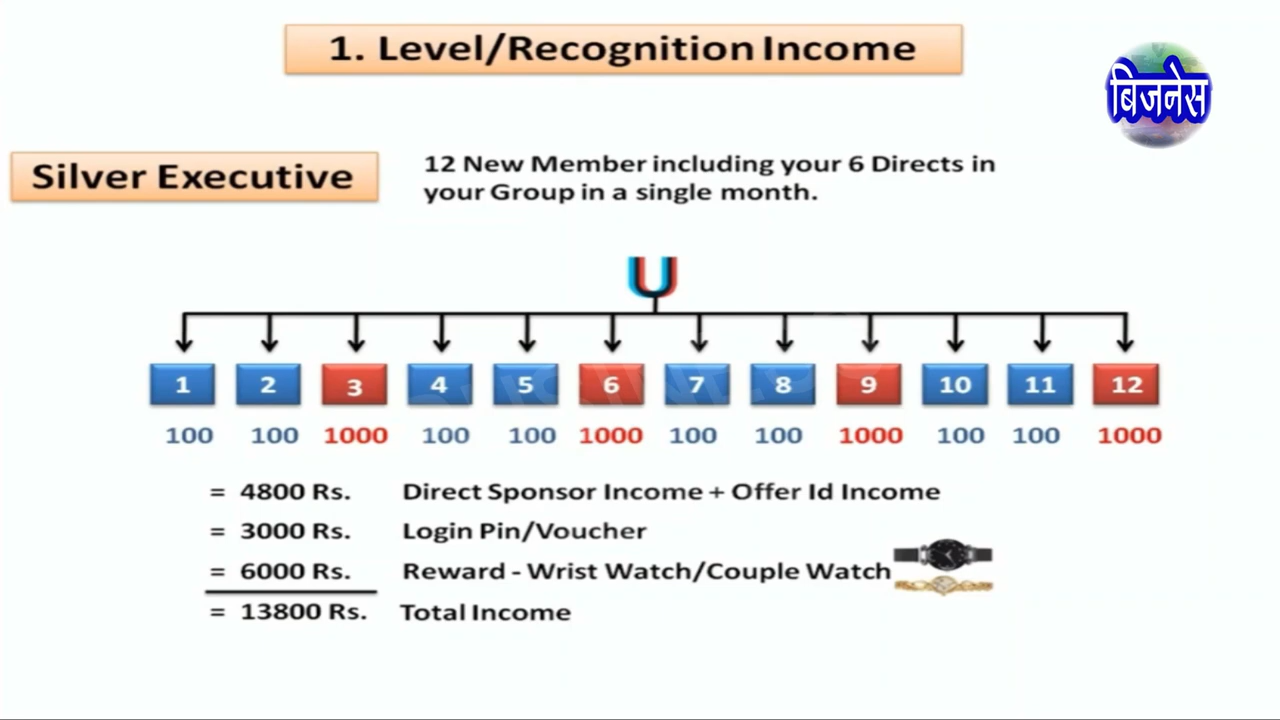 1. Level/Recognition Income
बिजनेस
Silver Executive
12 New Member including your 6 Directs in
your Group in a single month.
U
1 2 3 4 5 6 7 8 9 10 11 12
100 100 1000 100 100 1000 100 100 1000 100 100 1000
= 4800 Rs. Direct Sponsor Income + Offer Id Income
= 3000 Rs. Login Pin/Voucher
= 6000 Rs. Reward - Wrist Watch/Couple Watch
= 13800 Rs. Total Income